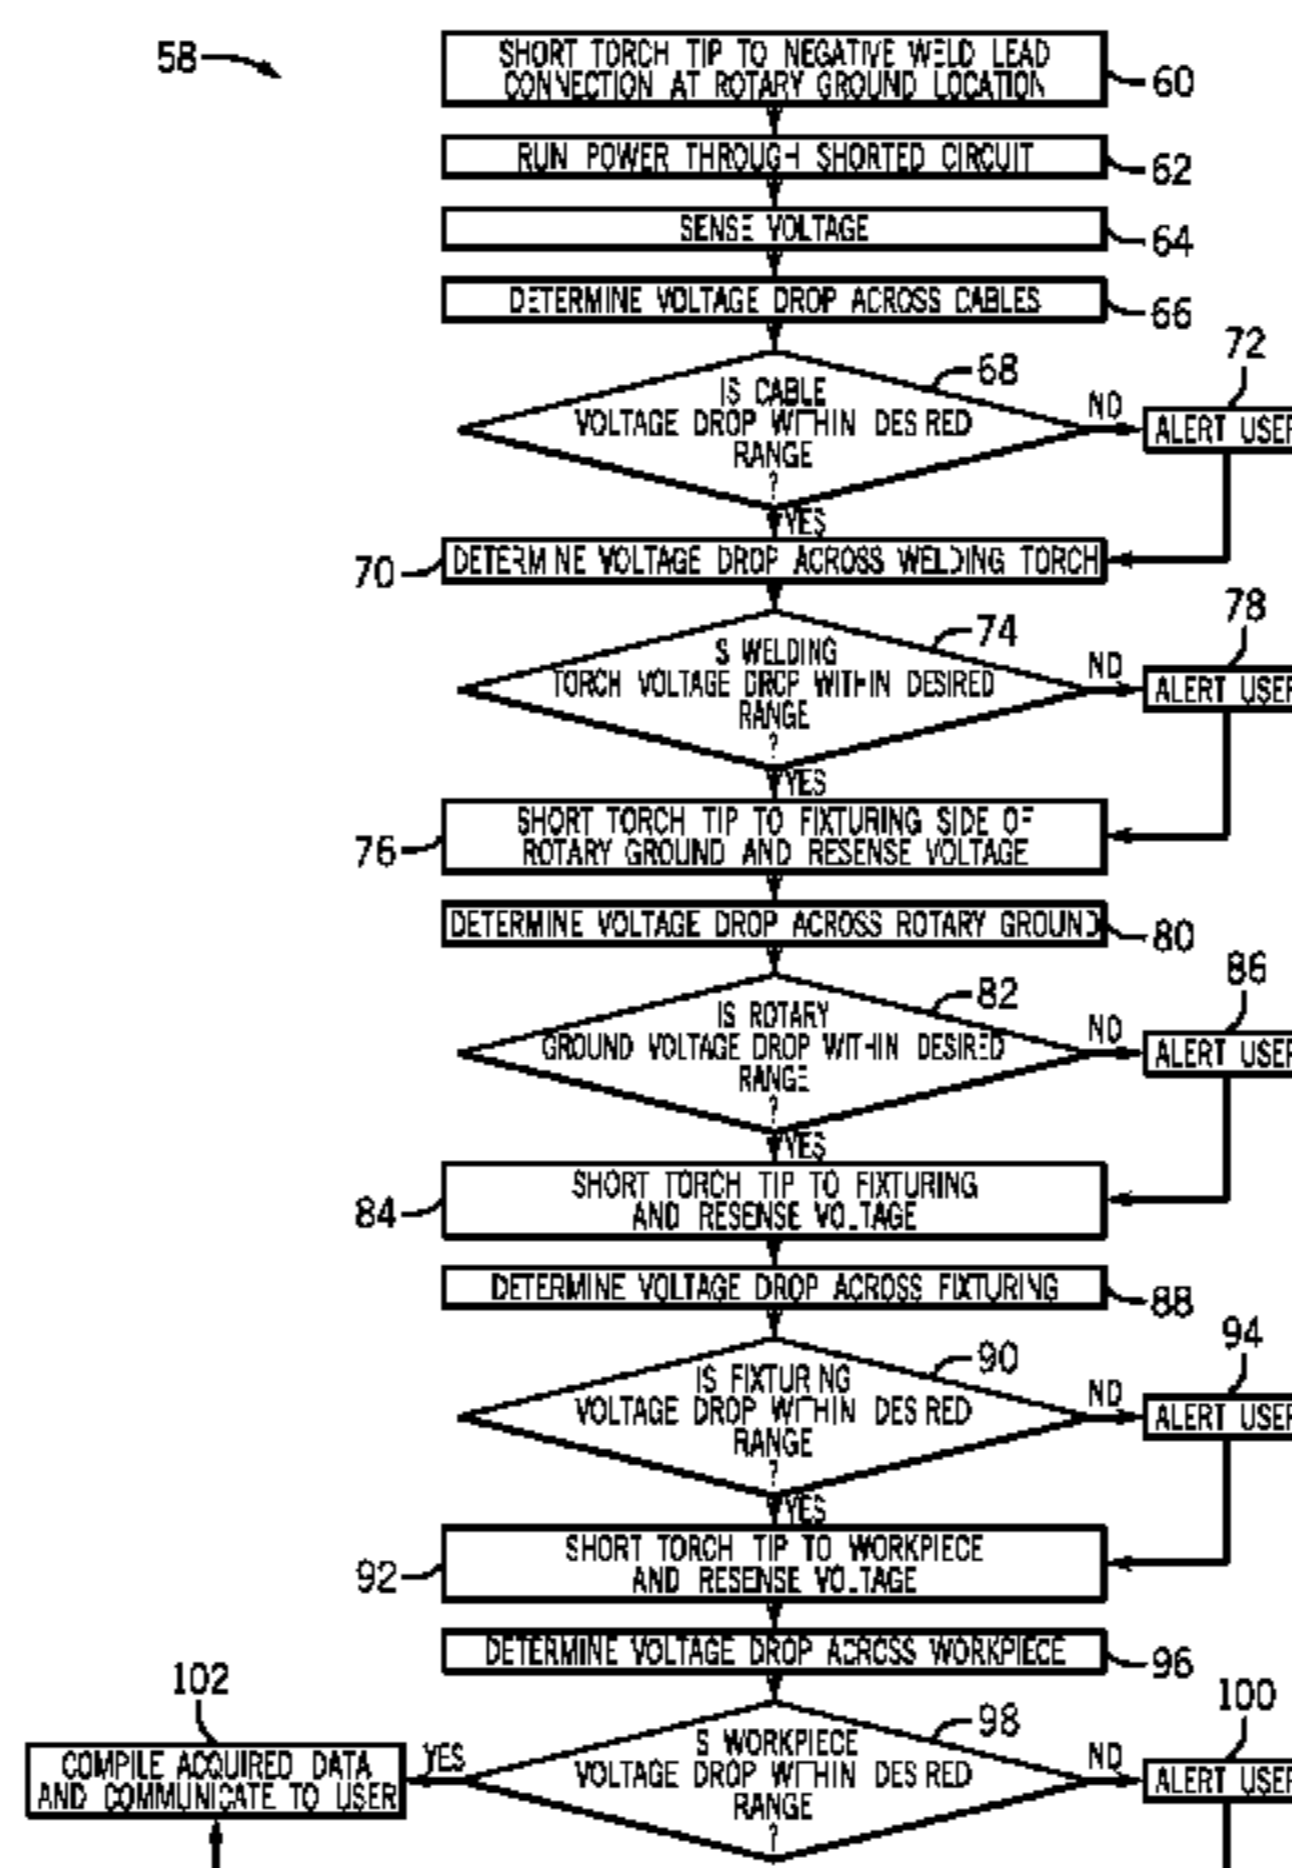 58
SHORT TORCH TIP TO NEGATIVE WELD LEAD
CONNECTION AT ROTARY GROUND LOCATION
60
RUN POWER THROUGH SHORTED CIRCUIT
62
SENSE VOLTAGE
64
DETERMINE VOLTAGE DROP ACROSS CABLES
66
72
68
IS CABLE
VOLTAGE DROP WITHIN DESIRED
RANGE
?
NO
ALERT USER
YES
70
DETERMINE VOLTAGE DROP ACROSS WELDING TORCH
78
74
IS WELDING
TORCH VOLTAGE DROP WITHIN DESIRED
RANGE
?
NO
ALERT USER
YES
76
SHORT TORCH TIP TO FIXTURING SIDE OF
ROTARY GROUND AND RESENSE VOLTAGE
DETERMINE VOLTAGE DROP ACROSS ROTARY GROUND
80
86
82
IS ROTARY
GROUND VOLTAGE DROP WITHIN DESIRED
RANGE
?
NO
ALERT USER
YES
84
SHORT TORCH TIP TO FIXTURING
AND RESENSE VOLTAGE
DETERMINE VOLTAGE DROP ACROSS FIXTURING
88
94
90
IS FIXTURING
VOLTAGE DROP WITHIN DESIRED
RANGE
?
NO
ALERT USER
YES
92
SHORT TORCH TIP TO WORKPIECE
AND RESENSE VOLTAGE
DETERMINE VOLTAGE DROP ACROSS WORKPIECE
96
102
100
98
COMPILE ACQUIRED DATA
AND COMMUNICATE TO USER
YES
IS WORKPIECE
VOLTAGE DROP WITHIN DESIRED
RANGE
?
NO
ALERT USER